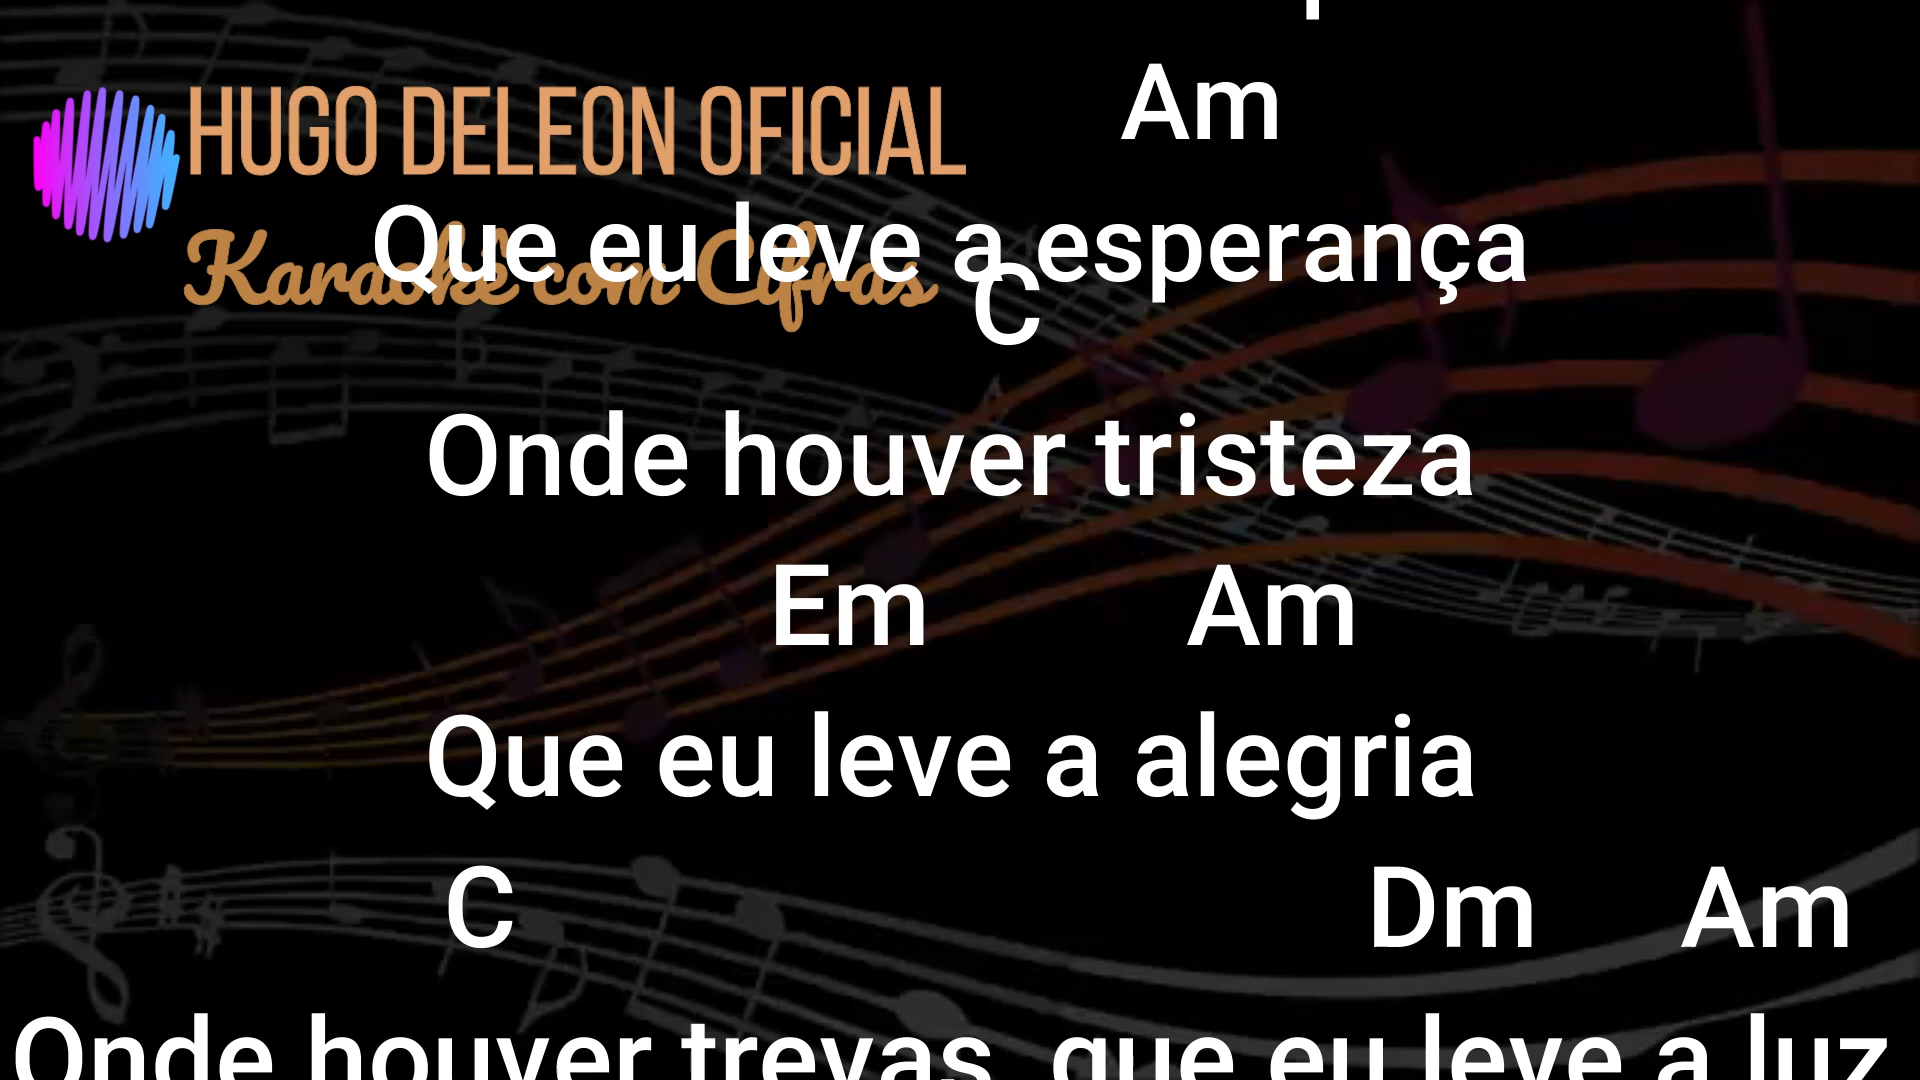 Am
HUGO DELEON OFICIAL
Que eu leve a esperança
Karaokê com Cifras
C
Onde houver tristeza
Em Am
Que eu leve a alegria
C Dm Am
Onde houver trevas, que eu leve a luz